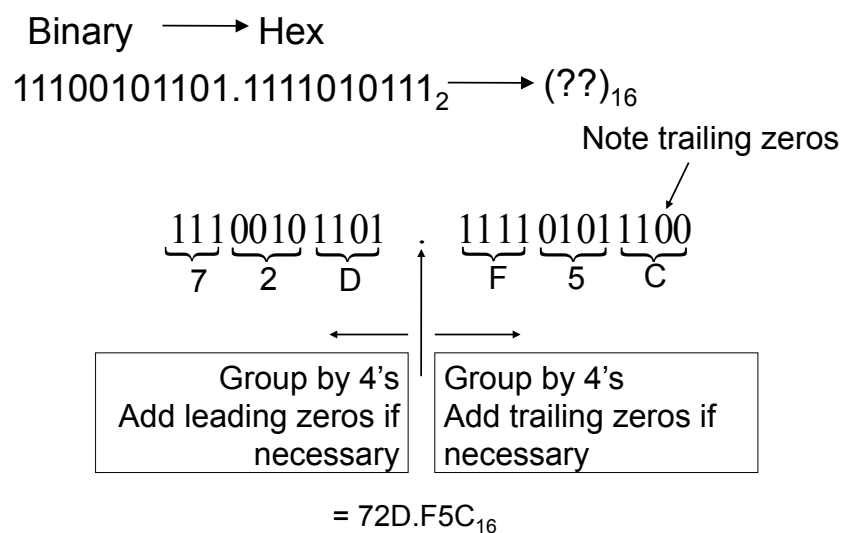 Binary → Hex
11100101101.1111010111₂ → (??)₁₆
Note trailing zeros
111 0010 1101 . 1111 0101 1100
7 2 D F 5 C
Group by 4's
Add leading zeros if
necessary
Group by 4's
Add trailing zeros if
necessary
= 72D.F5C₁₆